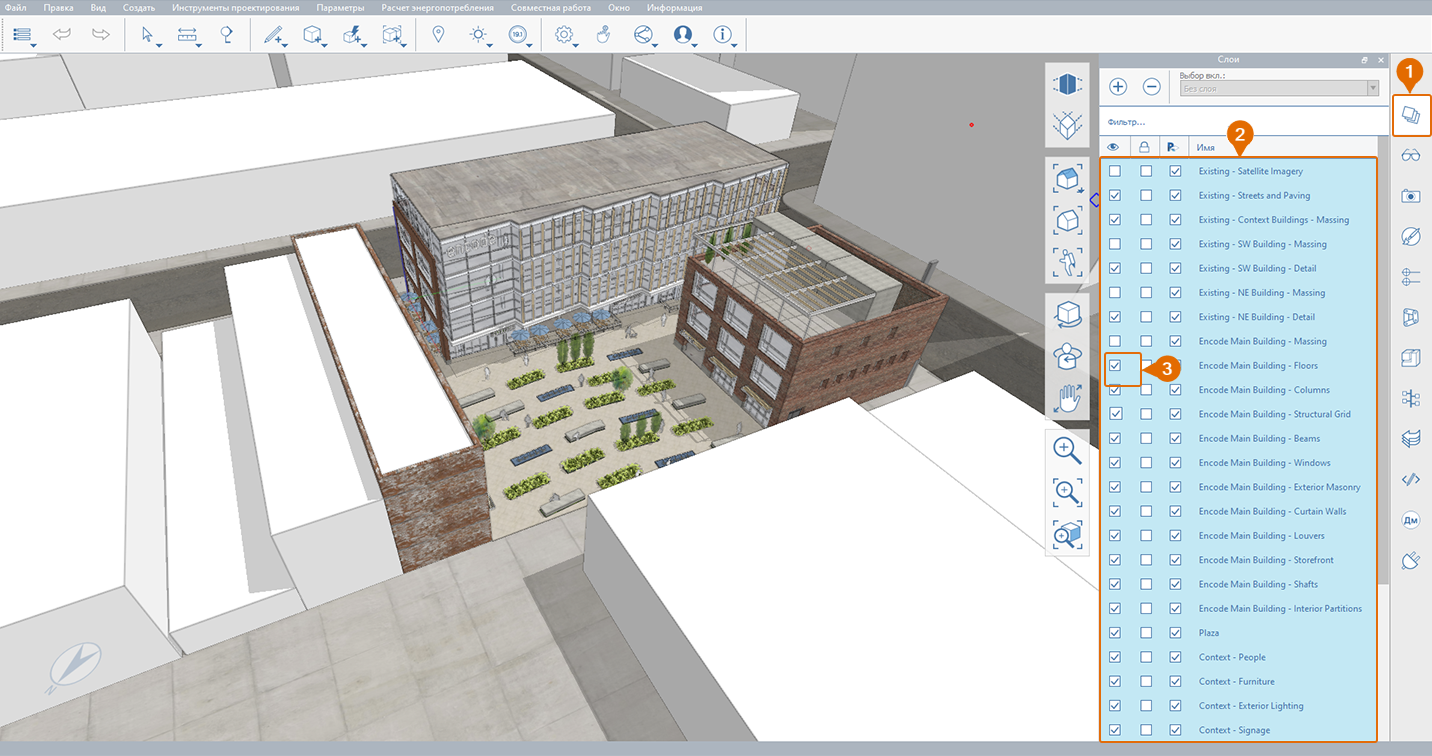 Файл Правка Вид Создать Инструменты проектирования Параметры Расчет энергопотребления Совместная работа Окно Информация
19.1
Слои
Выбор вкл.:
Без слоя
Фильтр...
Имя
1
2
3
Existing - Satellite Imagery
Existing - Streets and Paving
Existing - Context Buildings - Massing
Existing - SW Building - Massing
Existing - SW Building - Detail
Existing - NE Building - Massing
Existing - NE Building - Detail
Encode Main Building - Massing
Encode Main Building - Floors
Encode Main Building - Columns
Encode Main Building - Structural Grid
Encode Main Building - Beams
Encode Main Building - Windows
Encode Main Building - Exterior Masonry
Encode Main Building - Curtain Walls
Encode Main Building - Louvers
Encode Main Building - Storefront
Encode Main Building - Shafts
Encode Main Building - Interior Partitions
Plaza
Context - People
Context - Furniture
Context - Exterior Lighting
Context - Signage
Дм
N